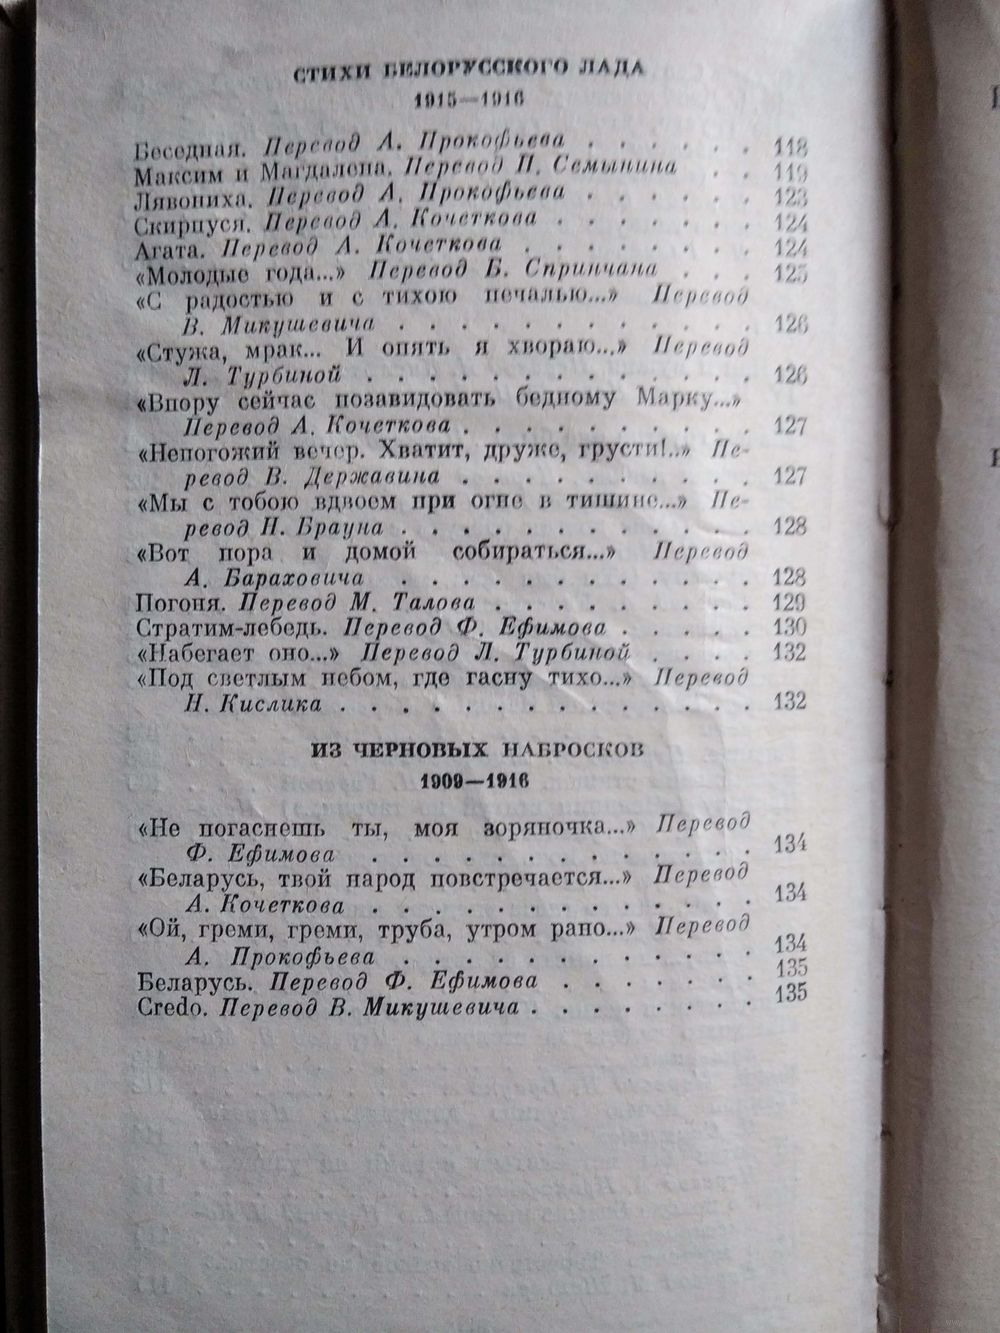 СТИХИ БЕЛОРУССКОГО ЛАДА
1915—1916
Беседная. Перевод А. Прокофьева . . . . . . 118
Максим и Магдалена. Перевод П. Семынина . . 119
Лявониха. Перевод А. Прокофьева . . . . . . 123
Скирпуся. Перевод А. Кочеткова . . . . . . . 124
Агата. Перевод А. Кочеткова . . . . . . . . 124
«Молодые года...» Перевод Б. Спринчана . . . 125
«С радостью и с тихою печалью...» Перевод
В. Микушевича . . . . . . . . . . . . . 126
«Стужа, мрак... И опять я хвораю...» Перевод
Л. Турбиной . . . . . . . . . . . . . . 126
«Впору сейчас позавидовать бедному Марку...»
Перевод А. Кочеткова . . . . . . . . . . 127
«Непогожий вечер. Хватит, друже, грусти!..» Пе-
ревод В. Державина . . . . . . . . . . 127
«Мы с тобою вдвоем при огне в тишине...» Пе-
ревод Н. Брауна . . . . . . . . . . . . 128
«Вот пора и домой собираться...» Перевод
А. Бараховича . . . . . . . . . . . . 128
Погоня. Перевод М. Талова . . . . . . . . . 129
Стратим-лебедь. Перевод Ф. Ефимова . . . . . 130
«Набегает оно...» Перевод Л. Турбиной . . . . 132
«Под светлым небом, где гасну тихо...» Перевод
Н. Кислика . . . . . . . . . . . . . . 132
ИЗ ЧЕРНОВЫХ НАБРОСКОВ
1909—1916
«Не погаснешь ты, моя зоряночка...» Перевод
Ф. Ефимова . . . . . . . . . . . . . . 134
«Беларусь, твой народ повстречается...» Перевод
А. Кочеткова . . . . . . . . . . . . . . 134
«Ой, греми, греми, труба, утром рано...» Перевод
А. Прокофьева . . . . . . . . . . . . 134
Беларусь. Перевод Ф. Ефимова . . . . . . . 135
Credo. Перевод В. Микушевича . . . . . . . . 135